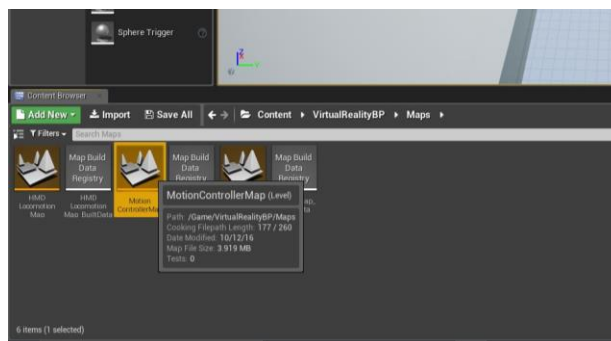 Sphere Trigger
Content Browser
Add New
Import
Save All
Content
VirtualRealityBP
Maps
Filters
Search Maps
HMD
Locomotion
Map
Map Build
Data
Registry
HMD
Locomotion
Map_BuiltData
Motion
ControllerMap
Map Build
Data
Registry
Map Build
Data
Registry
MotionControllerMap (Level)
Path: /Game/VirtualRealityBP/Maps
Cooking Filepath Length: 177 / 260
Date Modified: 10/12/16
Map File Size: 3.919 MB
Tests: 0
6 items (1 selected)